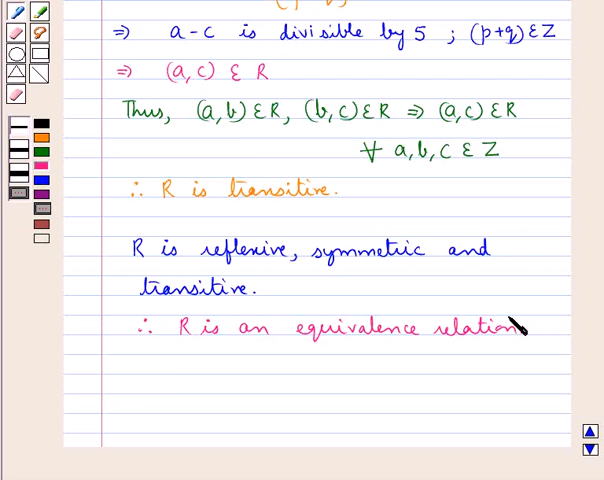 ⇒ a-c is divisible by 5 ; (p+q) ∈ Z
⇒ (a, c) ∈ R
Thus, (a, b) ∈ R, (b, c) ∈ R ⇒ (a, c) ∈ R
∀ a, b, c ∈ Z
∴ R is transitive.
R is reflexive, symmetric and
transitive.
∴ R is an equivalence relation